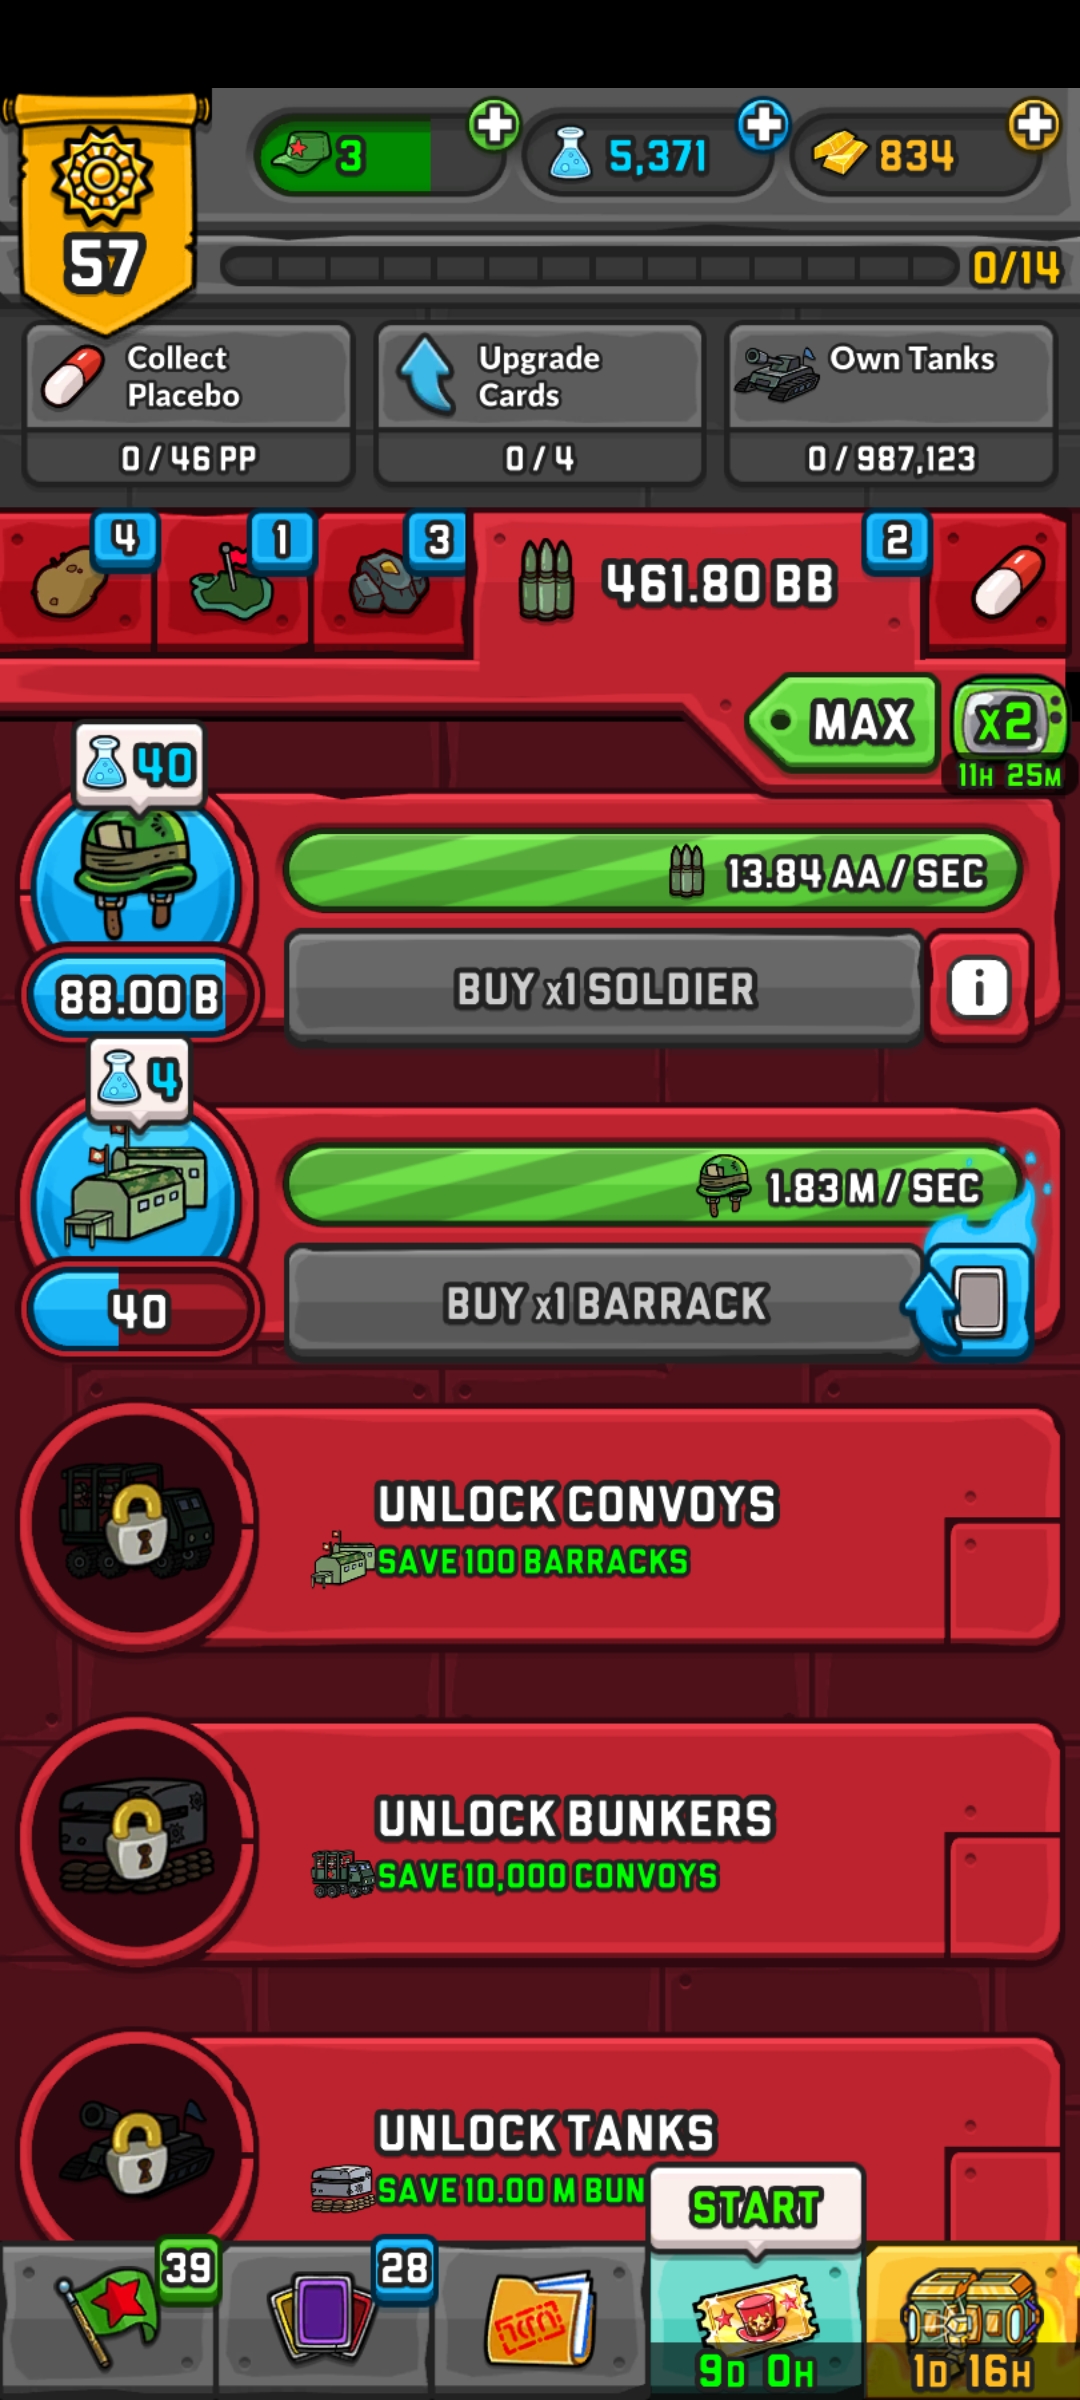 3
5,371
834
57
0/14
Collect
Placebo
0 / 46 PP
Upgrade
Cards
0 / 4
Own Tanks
0 / 987,123
4
1
3
461.80 BB
2
MAX
x2
11H 25M
40
13.84 AA / SEC
88.00 B
BUY x1 SOLDIER
i
4
1.83 M / SEC
40
BUY x1 BARRACK
UNLOCK CONVOYS
SAVE 100 BARRACKS
UNLOCK BUNKERS
SAVE 10,000 CONVOYS
UNLOCK TANKS
SAVE 10.00 M BUN
START
39
28
9D 0H
1D 16H